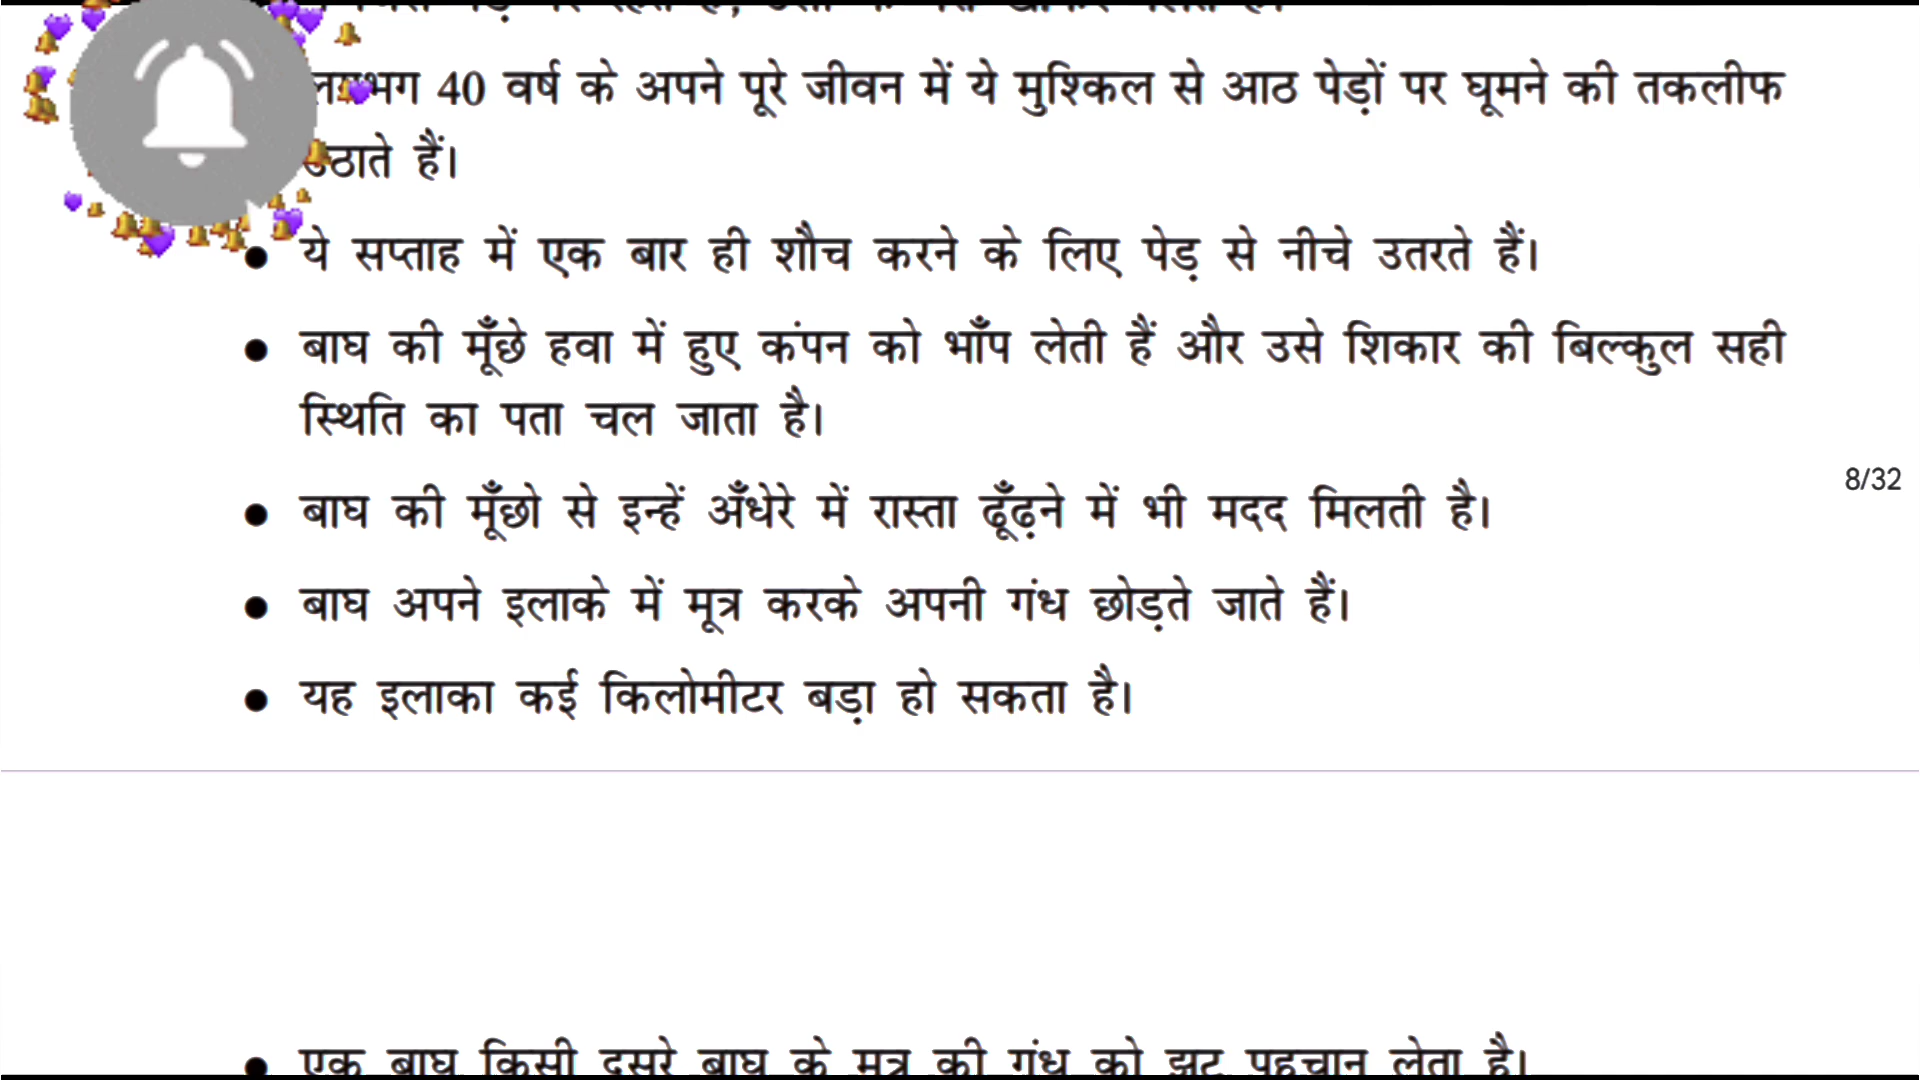 लगभग 40 वर्ष के अपने पूरे जीवन में ये मुश्किल से आठ पेड़ों पर घूमने की तकलीफ
उठाते हैं।
● ये सप्ताह में एक बार ही शौच करने के लिए पेड़ से नीचे उतरते हैं।
● बाघ की मूँछे हवा में हुए कंपन को भाँप लेती हैं और उसे शिकार की बिल्कुल सही
स्थिति का पता चल जाता है।
8/32
● बाघ की मूँछो से इन्हें अँधेरे में रास्ता ढूँढ़ने में भी मदद मिलती है।
● बाघ अपने इलाके में मूत्र करके अपनी गंध छोड़ते जाते हैं।
● यह इलाका कई किलोमीटर बड़ा हो सकता है।
● एक बाघ किसी दूसरे बाघ के मूत्र की गंध को झट पहचान लेता है।